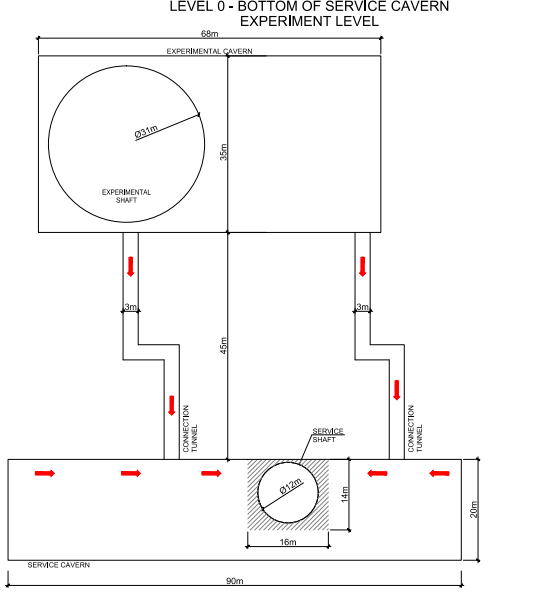 LEVEL 0 - BOTTOM OF SERVICE CAVERN
EXPERIMENT LEVEL
68m
EXPERIMENTAL CAVERN
Ø31m
35m
EXPERIMENTAL
SHAFT
3m
3m
45m
CONNECTION
TUNNEL
CONNECTION
TUNNEL
SERVICE
SHAFT
Ø12m
14m
20m
16m
SERVICE CAVERN
90m